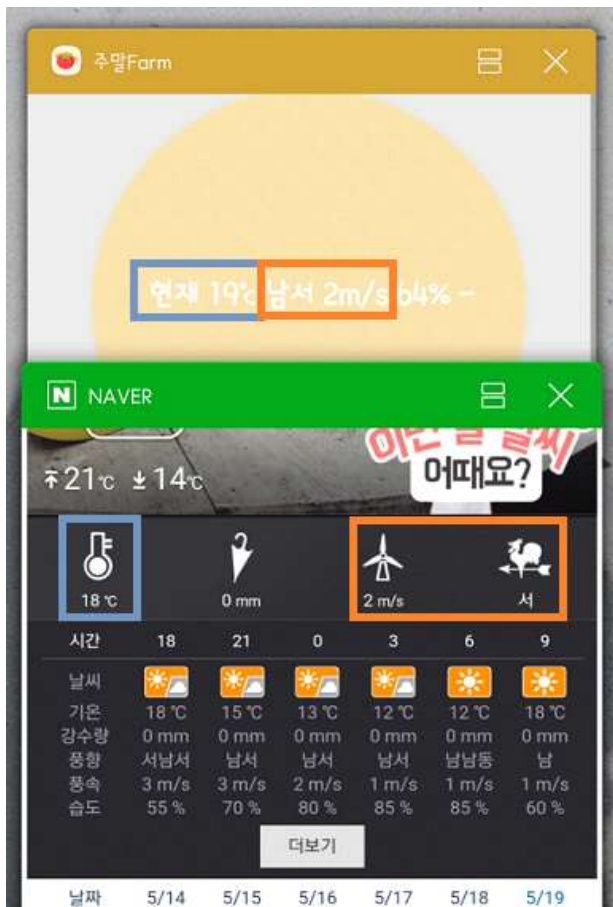 주말Farm
현재 19℃ 남서 2m/s 64% -
N NAVER
이런 날 날씨
어때요?
21℃ 14℃
18 ℃ 0 mm 2 m/s 서
시간 18 21 0 3 6 9
날씨
기온 18 ℃ 15 ℃ 13 ℃ 12 ℃ 12 ℃ 18 ℃
강수량 0 mm 0 mm 0 mm 0 mm 0 mm 0 mm
풍향 서남서 남서 남서 남서 남남동 남
풍속 3 m/s 3 m/s 2 m/s 1 m/s 1 m/s 1 m/s
습도 55 % 70 % 80 % 85 % 85 % 60 %
더보기
날짜 5/14 5/15 5/16 5/17 5/18 5/19